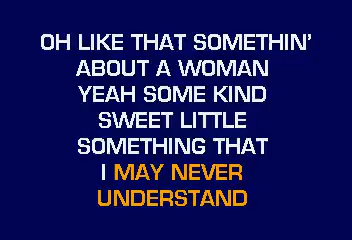 OH LIKE THAT SOMETHIN'
ABOUT A WOMAN
YEAH SOME KIND
SWEET LITTLE
SOMETHING THAT
I MAY NEVER
UNDERSTAND